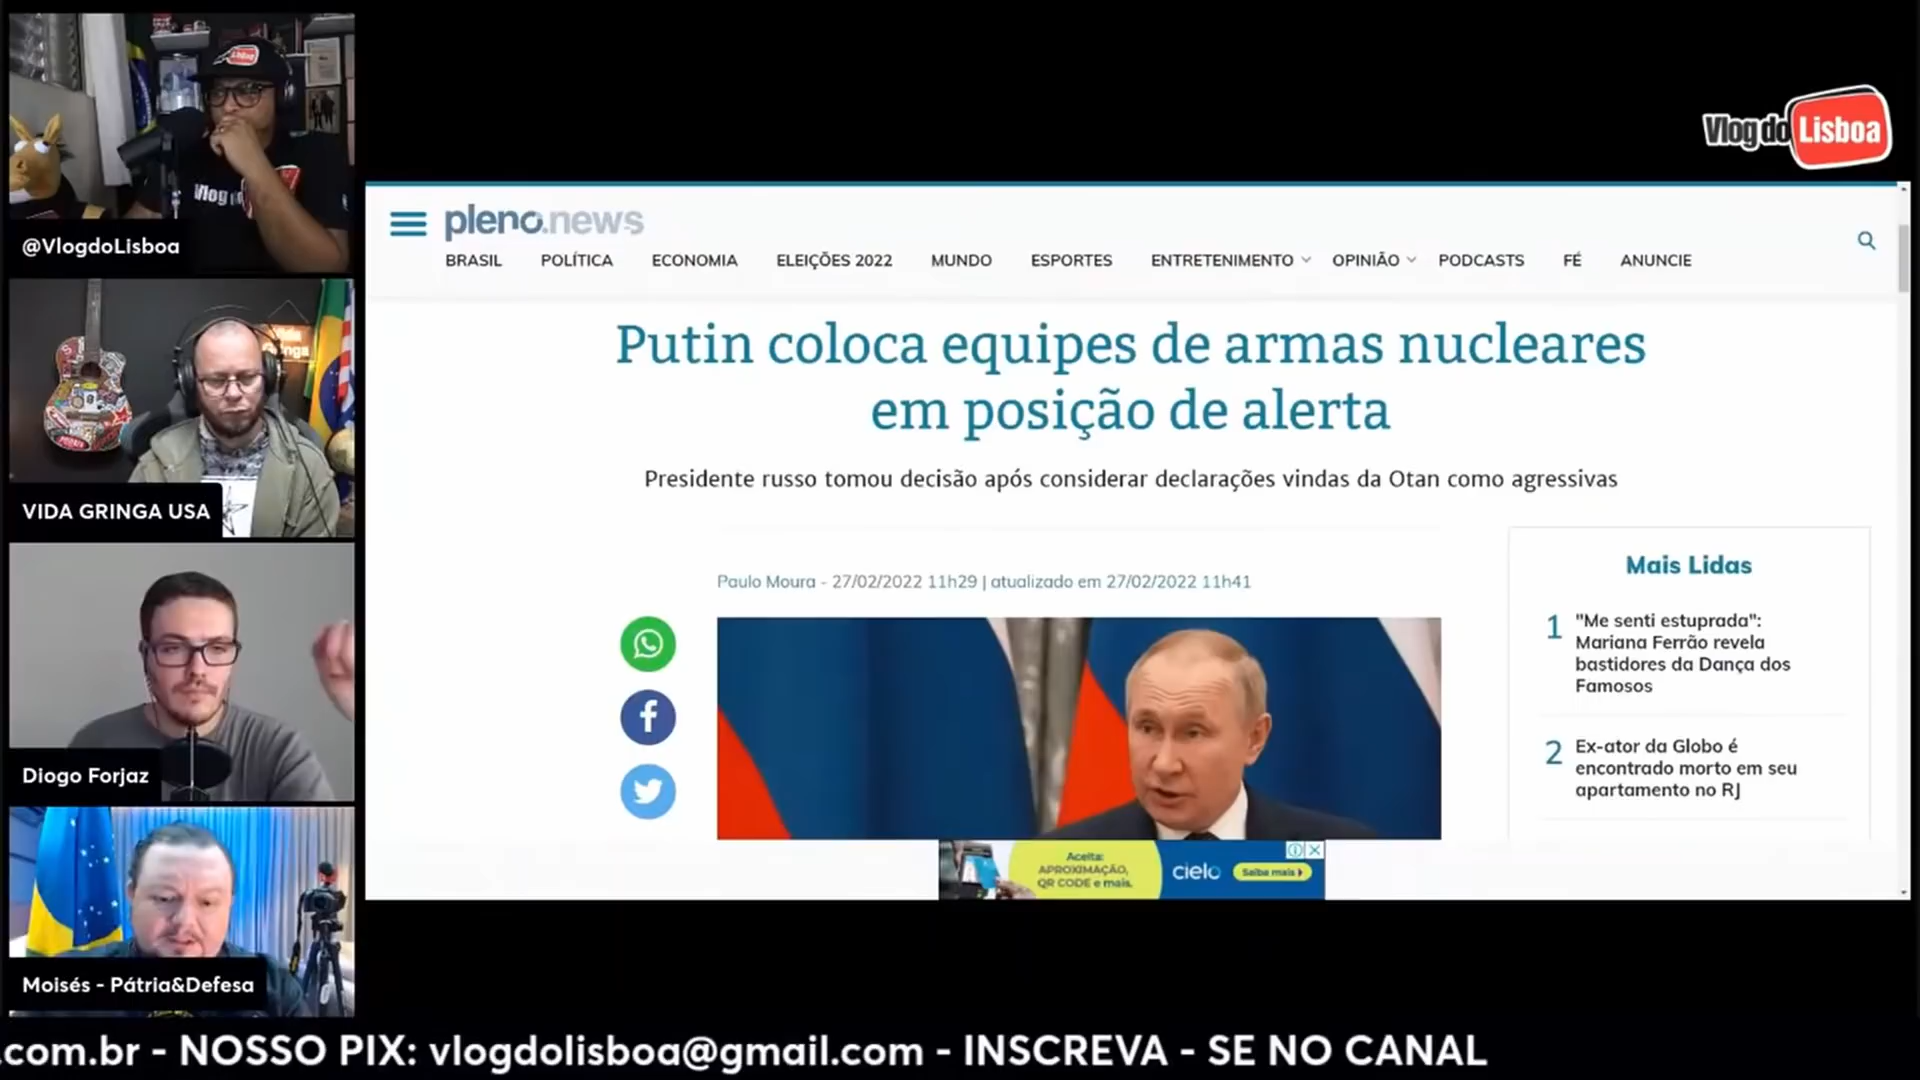 Lisboa
Vlog d
@VlogdoLisboa
VIDA GRINGA USA
Diogo Forjaz
Moisés - Pátria&Defesa
Vlog do Lisboa
pleno.news
BRASIL POLÍTICA ECONOMIA ELEIÇÕES 2022 MUNDO ESPORTES ENTRETENIMENTO OPINIÃO PODCASTS FÉ ANUNCIE
Putin coloca equipes de armas nucleares
em posição de alerta
Presidente russo tomou decisão após considerar declarações vindas da Otan como agressivas
Paulo Moura - 27/02/2022 11h29 | atualizado em 27/02/2022 11h41
Mais Lidas
1 "Me senti estuprada":
Mariana Ferrão revela
bastidores da Dança dos
Famosos
2 Ex-ator da Globo é
encontrado morto em seu
apartamento no RJ
Aceita:
APROXIMAÇÃO,
QR CODE e mais.
cielo
Saiba mais
.com.br - NOSSO PIX: vlogdolisboa@gmail.com - INSCREVA - SE NO CANAL